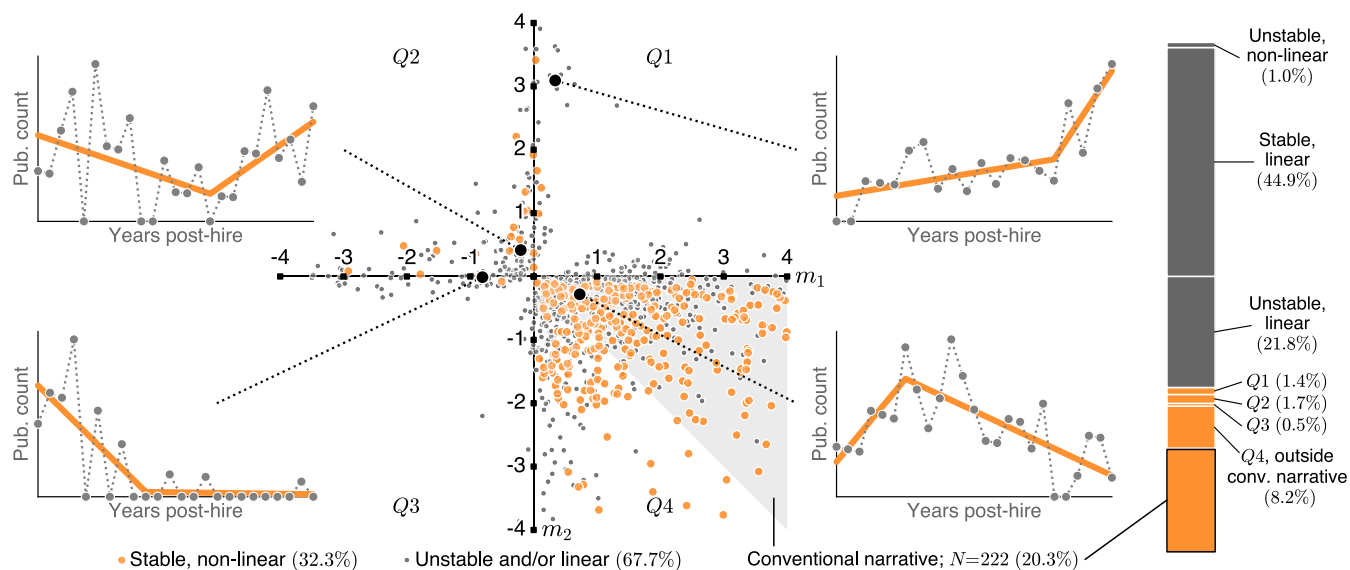 Q2
Q1
Pub. count
Years post-hire
Pub. count
Years post-hire
4
3
2
1
-4
-3
-2
-1
1
2
3
4
m₁
-1
-2
-3
-4
m₂
Pub. count
Years post-hire
Pub. count
Years post-hire
Q3
Q4
Stable, non-linear (32.3%)
Unstable and/or linear (67.7%)
Conventional narrative; N=222 (20.3%)
Unstable,
non-linear
(1.0%)
Stable,
linear
(44.9%)
Unstable,
linear
(21.8%)
Q1 (1.4%)
Q2 (1.7%)
Q3 (0.5%)
Q4, outside
conv. narrative
(8.2%)